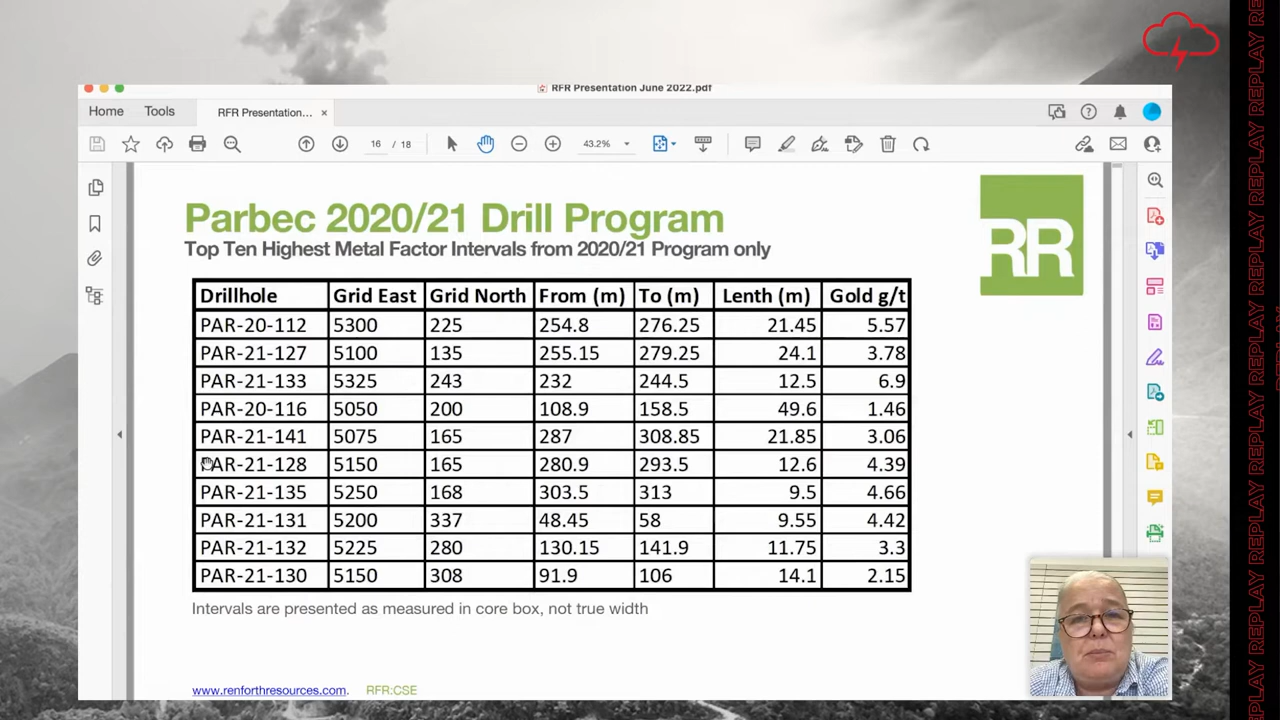 RFR Presentation June 2022.pdf
Home Tools RFR Presentation... ×
16 / 18 43.2%
Parbec 2020/21 Drill Program
Top Ten Highest Metal Factor Intervals from 2020/21 Program only
RR
Drillhole Grid East Grid North From (m) To (m) Lenth (m) Gold g/t
PAR-20-112 5300 225 254.8 276.25 21.45 5.57
PAR-21-127 5100 135 255.15 279.25 24.1 3.78
PAR-21-133 5325 243 232 244.5 12.5 6.9
PAR-20-116 5050 200 108.9 158.5 49.6 1.46
PAR-21-141 5075 165 287 308.85 21.85 3.06
PAR-21-128 5150 165 280.9 293.5 12.6 4.39
PAR-21-135 5250 168 303.5 313 9.5 4.66
PAR-21-131 5200 337 48.45 58 9.55 4.42
PAR-21-132 5225 280 130.15 141.9 11.75 3.3
PAR-21-130 5150 308 91.9 106 14.1 2.15
Intervals are presented as measured in core box, not true width
www.renforthresources.com. RFR:CSE
REPLAY REPLAY REPLAY REPLAY REPLAY REPLAY REPLAY